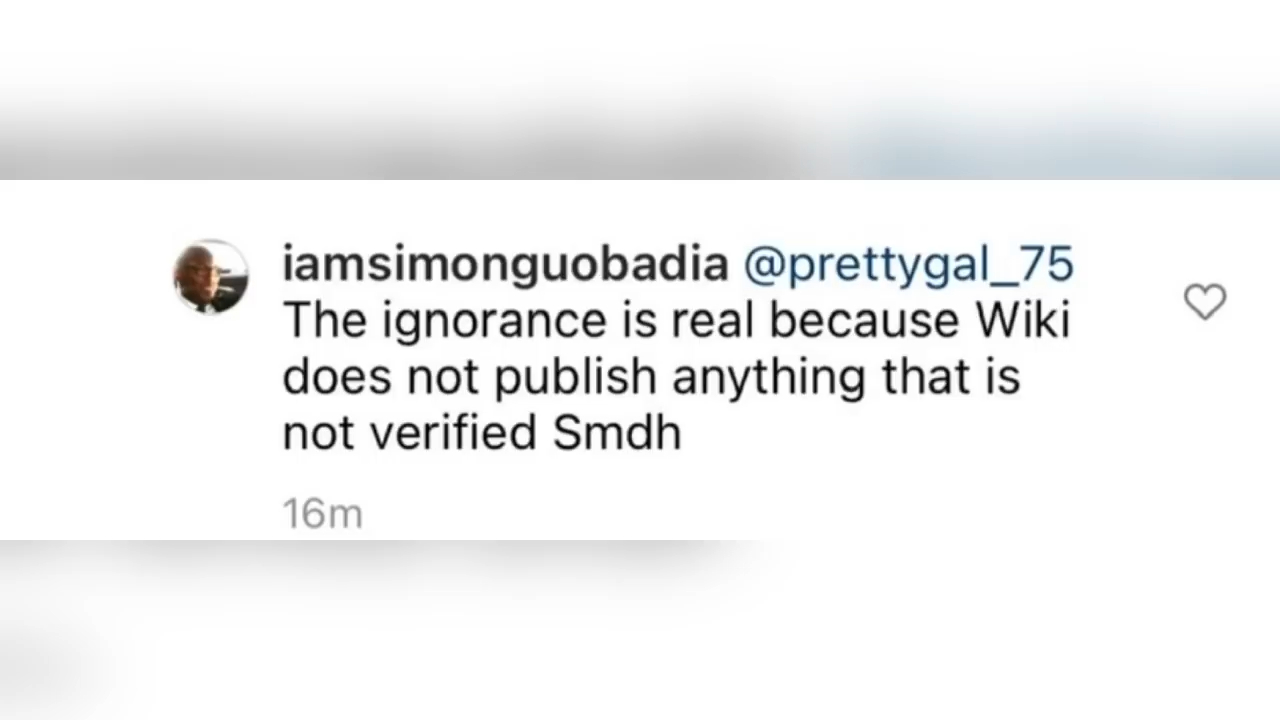 iamsimonguobadia @prettygal_75
The ignorance is real because Wiki
does not publish anything that is
not verified Smdh
16m